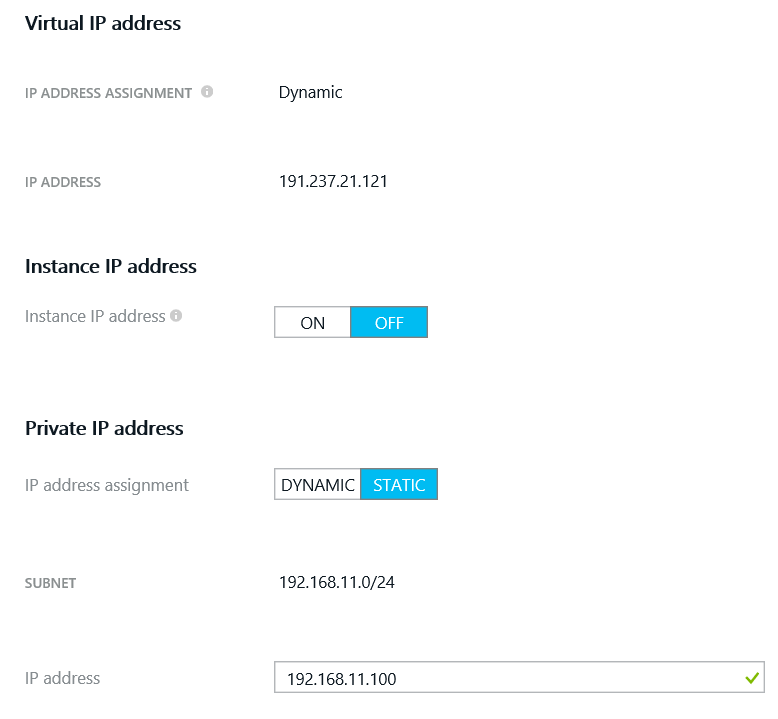 Virtual IP address
IP ADDRESS ASSIGNMENT Dynamic
IP ADDRESS 191.237.21.121
Instance IP address
Instance IP address ON OFF
Private IP address
IP address assignment DYNAMIC STATIC
SUBNET 192.168.11.0/24
IP address 192.168.11.100